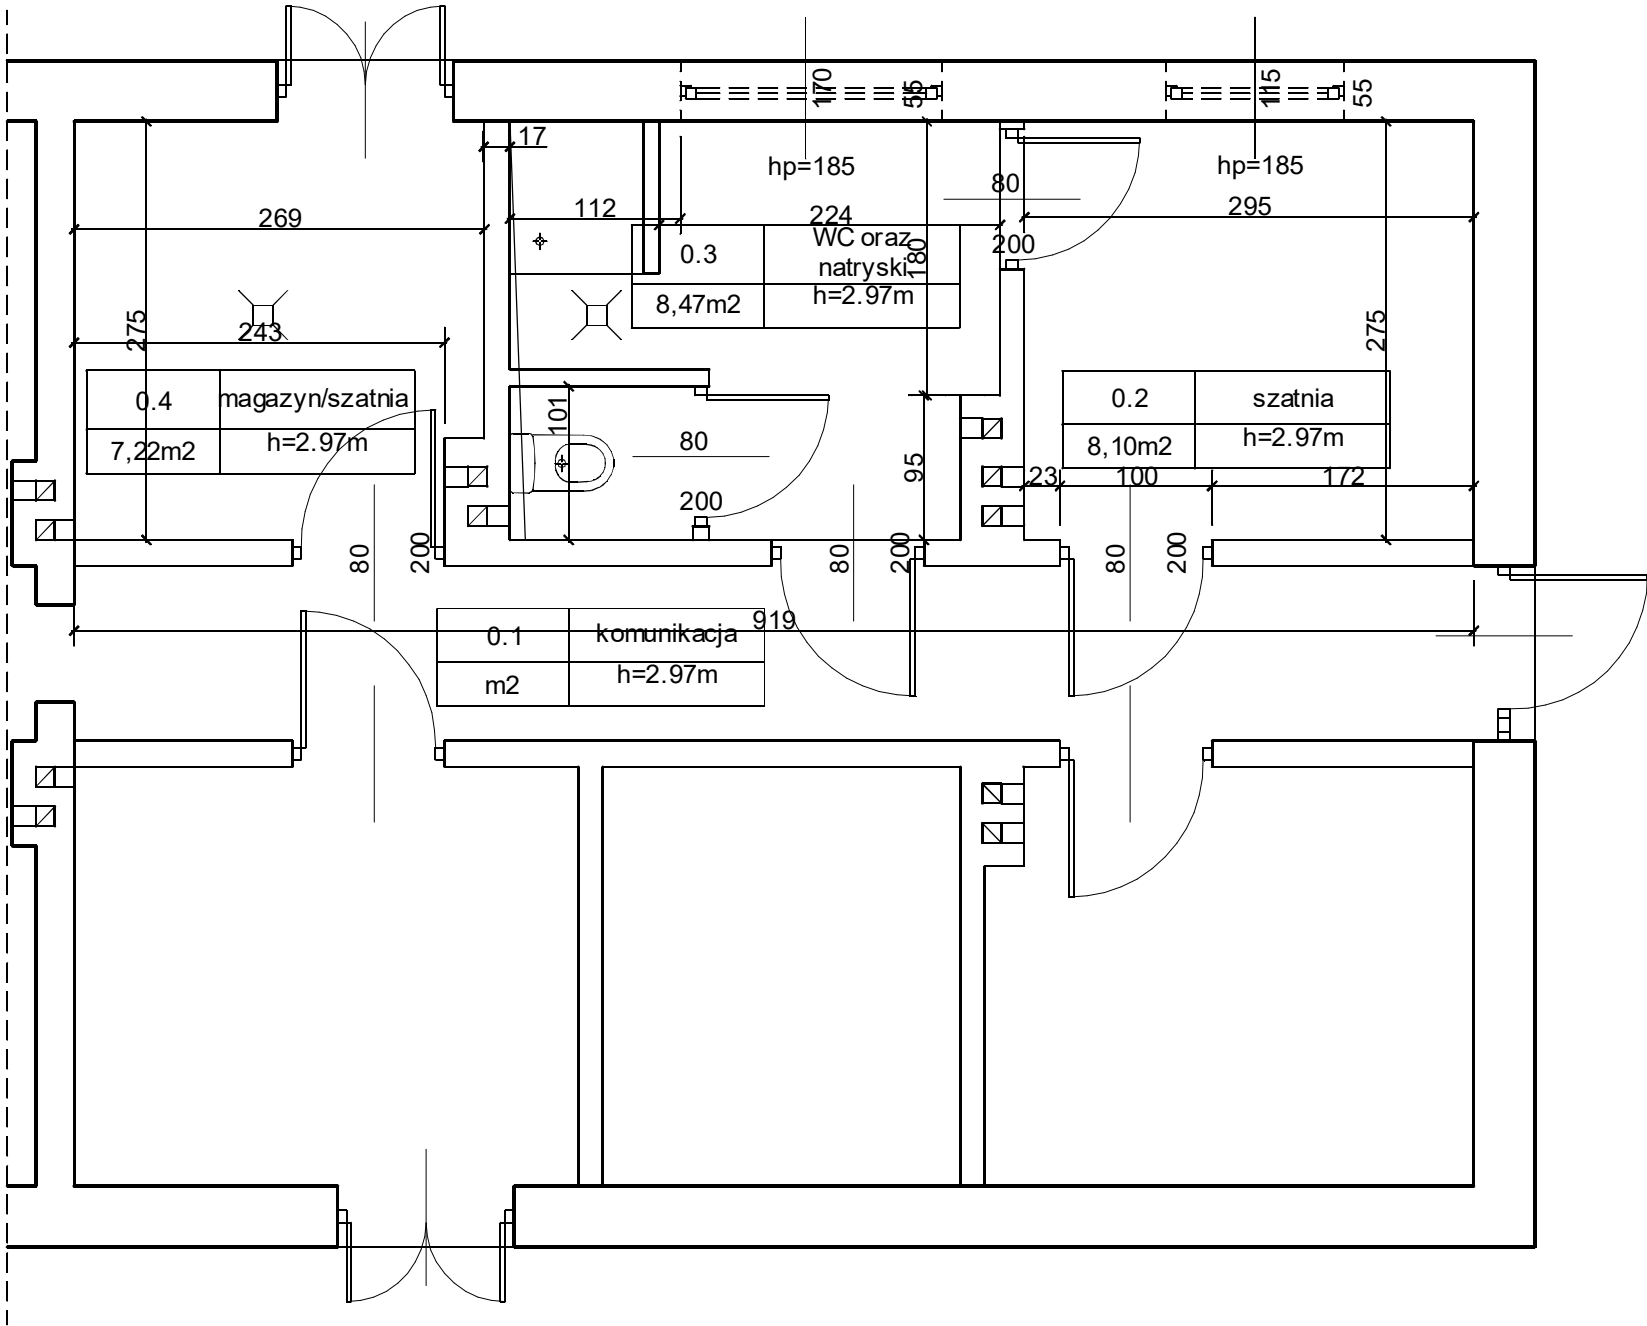 170
55
115
55
17
hp=185
hp=185
80
200
269
112
224
295
180
275
243
275
0.3
WC oraz
natryski
8,47m2
h=2.97m
0.4
magazyn/szatnia
7,22m2
h=2.97m
0.2
szatnia
8,10m2
h=2.97m
101
80
200
95
23
100
172
80
200
80
200
80
200
919
0.1
komunikacja
m2
h=2.97m